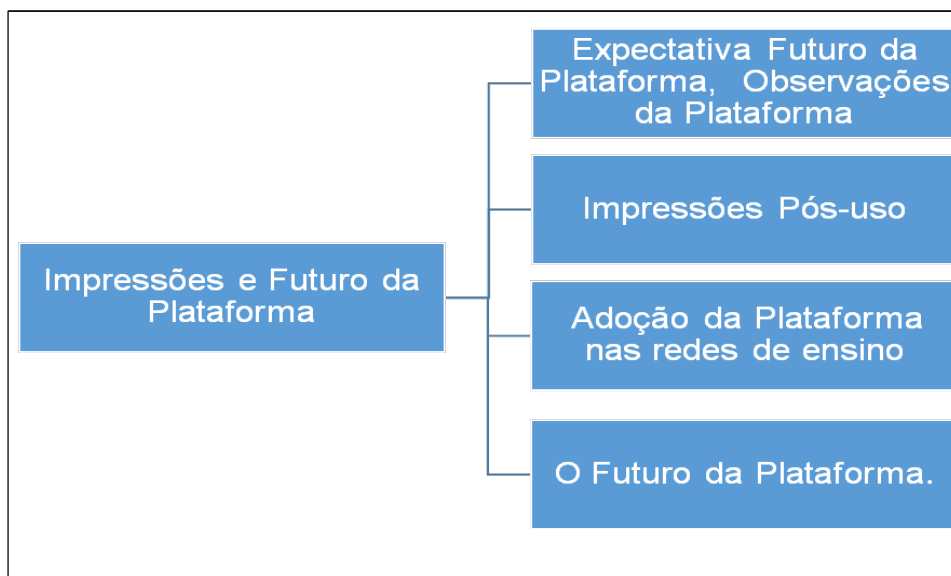 Impressões e Futuro da
Plataforma
Expectativa Futuro da
Plataforma, Observações
da Plataforma
Impressões Pós-uso
Adoção da Plataforma
nas redes de ensino
O Futuro da Plataforma.